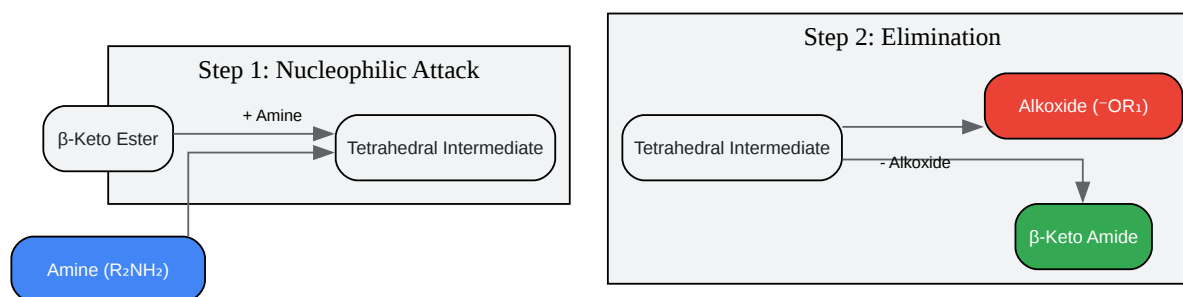 Step 1: Nucleophilic Attack
+ Amine
β-Keto Ester
Tetrahedral Intermediate
Amine (R₂NH₂)
Step 2: Elimination
Alkoxide (⁻OR₁)
Tetrahedral Intermediate
- Alkoxide
β-Keto Amide